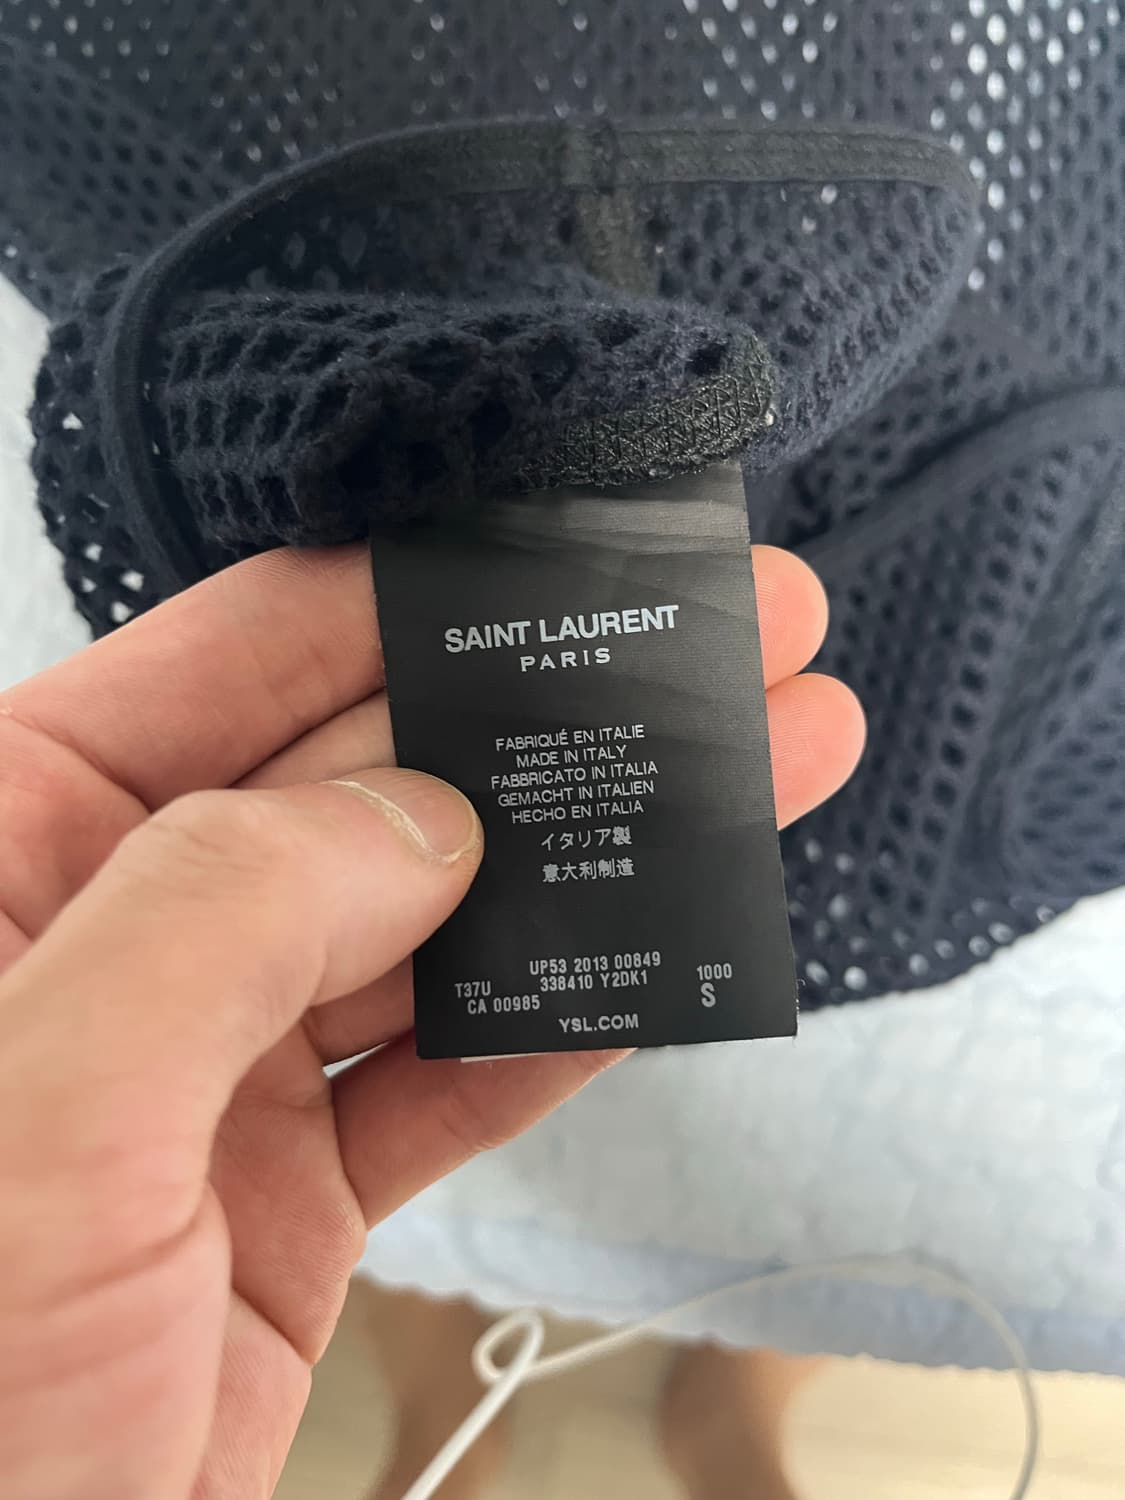 SAINT LAURENT
PARIS
FABRIQUÉ EN ITALIE
MADE IN ITALY
FABBRICATO IN ITALIA
GEMACHT IN ITALIEN
HECHO EN ITALIA
イタリア製
意大利制造
UP53 2013 00849
T37U 338410 Y2DK1 1000
CA 00985 S
YSL.COM